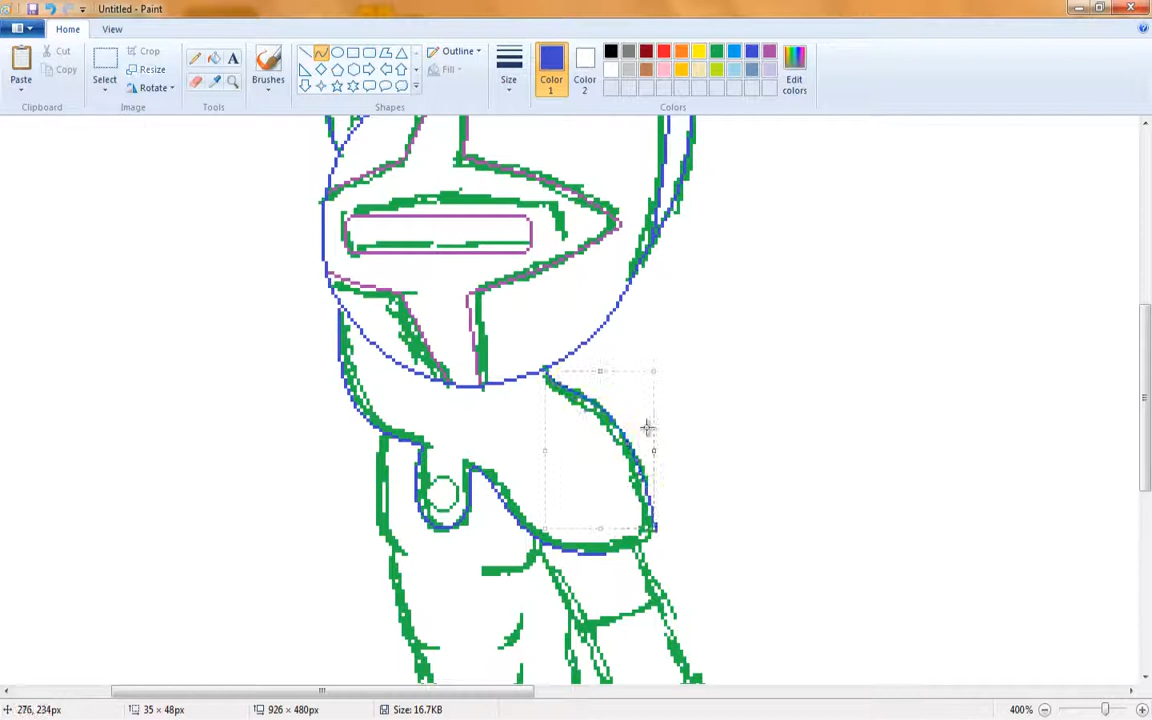 Untitled - Paint
Home View
Paste
Cut
Copy
Clipboard
Select
Crop
Resize
Rotate
Image
A
Tools
Brushes
Outline
Fill
Shapes
Size
Color 1
Color 2
Edit colors
Colors
276, 234px
35 × 48px
926 × 480px
Size: 16.7KB
400%